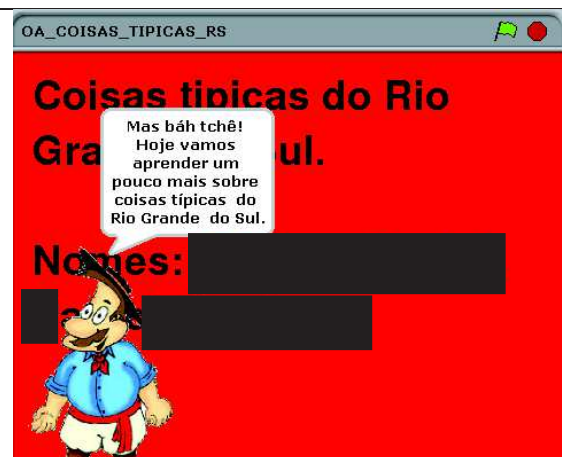 OA_COISAS_TIPICAS_RS
Coisas tipicas do Rio
Gra ul.
Mas báh tchê!
Hoje vamos
aprender um
pouco mais sobre
coisas típicas do
Rio Grande do Sul.
Nomes: